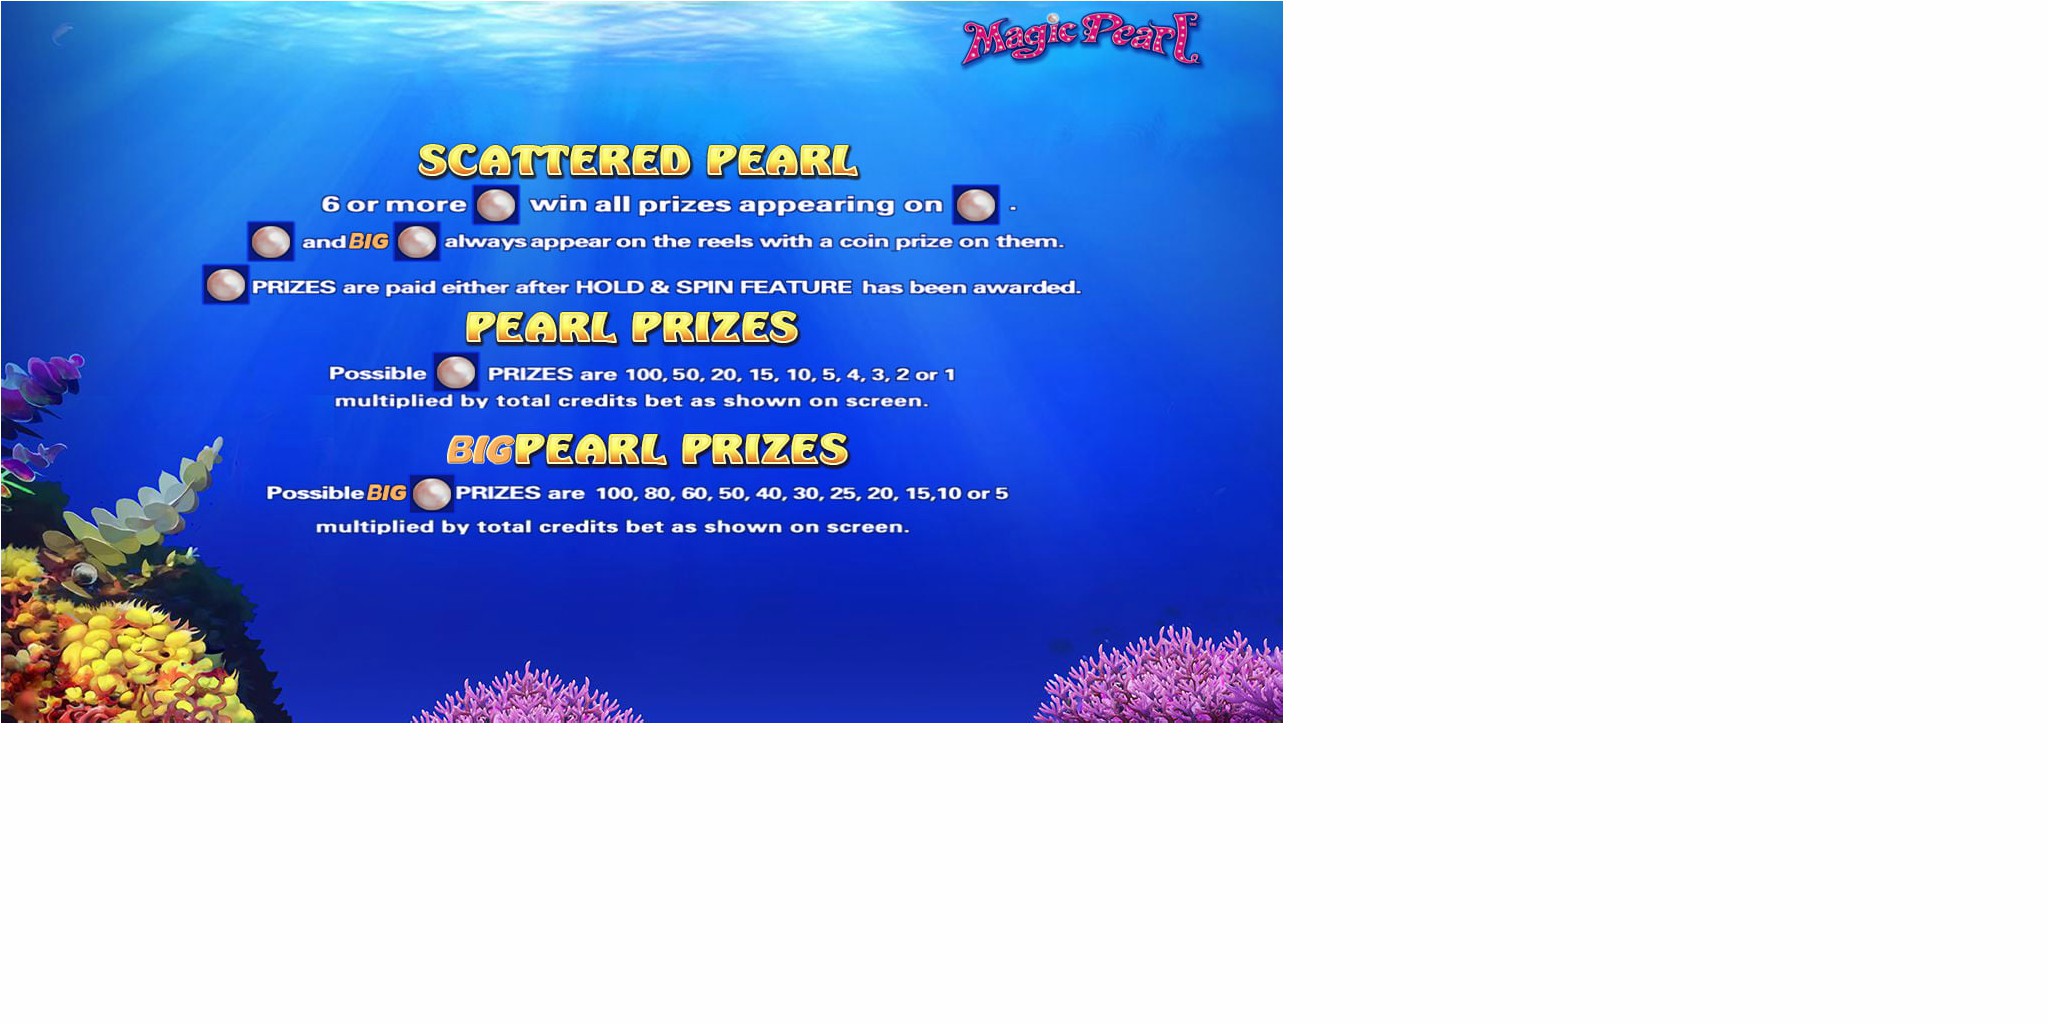 Magic Pearl™
SCATTERED PEARL
6 or more win all prizes appearing on .
and BIG always appear on the reels with a coin prize on them.
PRIZES are paid either after HOLD & SPIN FEATURE has been awarded.
PEARL PRIZES
Possible PRIZES are 100, 50, 20, 15, 10, 5, 4, 3, 2 or 1
multiplied by total credits bet as shown on screen.
BIG PEARL PRIZES
Possible BIG PRIZES are 100, 80, 60, 50, 40, 30, 25, 20, 15,10 or 5
multiplied by total credits bet as shown on screen.